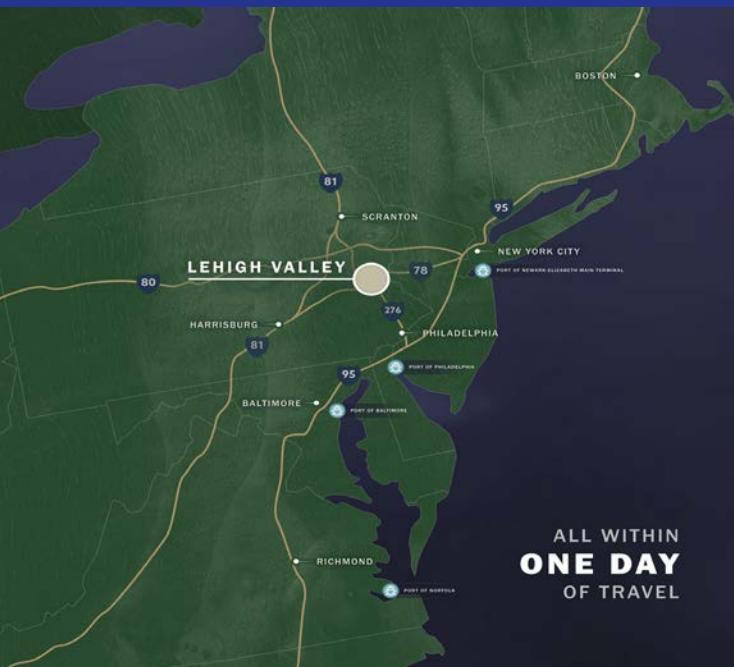 BOSTON
81
SCRANTON
95
NEW YORK CITY
PORT OF NEWARK-ELIZABETH MAIN TERMINAL
LEHIGH VALLEY
78
80
276
HARRISBURG
PHILADELPHIA
81
95
PORT OF PHILADELPHIA
BALTIMORE
PORT OF BALTIMORE
ALL WITHIN
ONE DAY
OF TRAVEL
RICHMOND
PORT OF NORFOLK